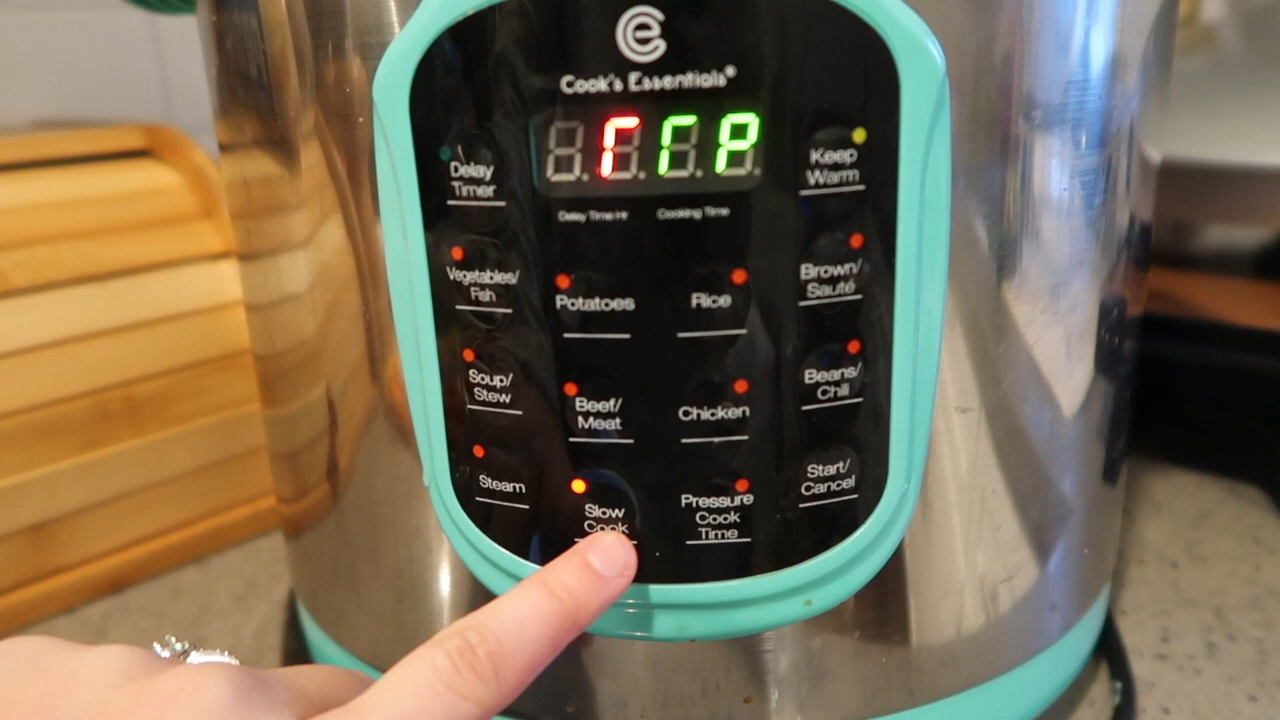 Cook's Essentials®
Delay
Timer
Keep
Warm
Delay Time Hr
Cooking Time
Vegetables/
Fish
Potatoes
Rice
Brown/
Sauté
Soup/
Stew
Beef/
Meat
Chicken
Beans/
Chili
Steam
Slow
Cook
Pressure
Cook
Time
Start/
Cancel